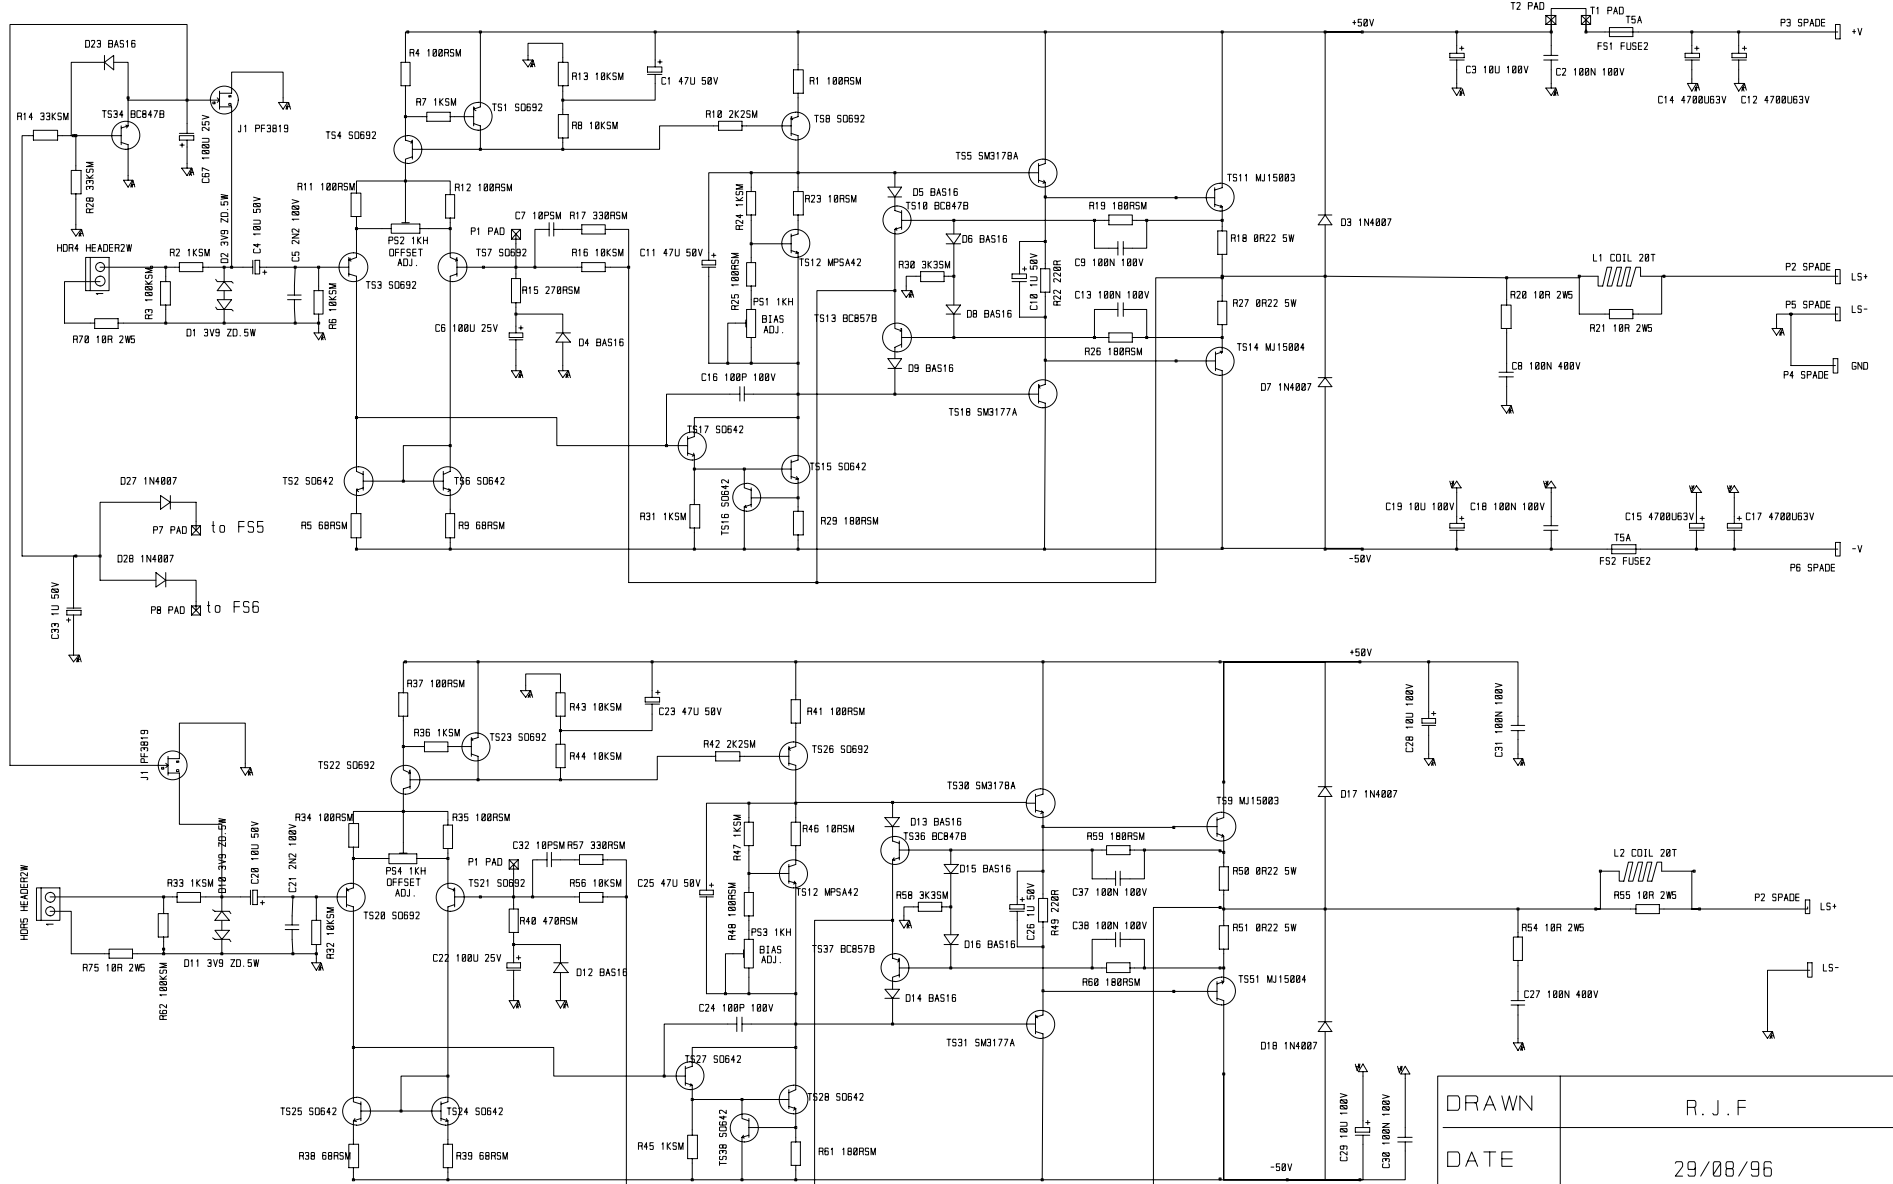 T2 PAD
T1 PAD
+50V
T5A
P3 SPADE
+V
FS1 FUSE2
D23 BAS16
R4 100RSM
R13 10KSM
C1 47U 50V
R1 100RSM
C3 10U 100V
C2 100N 100V
C14 4700U63V
C12 4700U63V
R14 33KSM
TS34 BC847B
J1 PF3819
C67 100U 25V
R7 1KSM
TS1 SO692
R8 10KSM
R10 2K2SM
TS8 SO692
TS4 SO692
R28 33KSM
TS5 SM3178A
R11 100RSM
R12 100RSM
R24 1KSM
R23 10RSM
D5 BAS16
TS10 BC847B
TS11 MJ15003
R19 180RSM
C7 10PSM
R17 330RSM
D2 3V9 ZD.5W
C4 10U 50V
C5 2N2 100V
PS2 1KH
OFFSET
ADJ.
P1 PAD
TS7 SO692
R16 10KSM
C11 47U 50V
TS12 MPSA42
D6 BAS16
C9 100N 100V
R18 0R22 5W
D3 1N4007
HDR4 HEADER2W
1
R2 1KSM
R3 100KSM
R6 10KSM
TS3 SO692
R15 270RSM
R25 100RSM
R30 3K3SM
C10 1U 50V
R22 220R
L1 COIL 20T
P2 SPADE
LS+
R20 10R 2W5
P5 SPADE
LS-
R70 10R 2W5
D1 3V9 ZD.5W
C6 100U 25V
D4 BAS16
PS1 1KH
BIAS
ADJ.
TS13 BC857B
D8 BAS16
C13 100N 100V
R27 0R22 5W
R21 10R 2W5
R26 180RSM
TS14 MJ15004
C16 100P 100V
D9 BAS16
D7 1N4007
C8 100N 400V
P4 SPADE
GND
TS18 SM3177A
TS17 SO642
TS2 SO642
TS6 SO642
TS16 SO642
TS15 SO642
R5 68RSM
R9 68RSM
R31 1KSM
R29 180RSM
D27 1N4007
P7 PAD
to FS5
D28 1N4007
P8 PAD
to FS6
C33 1U 50V
C19 10U 100V
C18 100N 100V
C15 4700U63V
C17 4700U63V
-50V
T5A
FS2 FUSE2
-V
P6 SPADE
+50V
R37 100RSM
R43 10KSM
C23 47U 50V
R41 100RSM
C28 10U 100V
C31 100N 100V
J1 PF3819
R36 1KSM
TS23 SO692
R44 10KSM
R42 2K2SM
TS26 SO692
TS22 SO692
TS30 SM3178A
TS9 MJ15003
D17 1N4007
R34 100RSM
R35 100RSM
R47 1KSM
R46 10RSM
D13 BAS16
TS36 BC847B
R59 180RSM
HDR5 HEADER2W
1
R33 1KSM
D10 3V9 ZD.5W
C20 10U 50V
C21 2N2 100V
PS4 1KH
OFFSET
ADJ.
P1 PAD
TS21 SO692
C32 10PSM
R57 330RSM
R56 10KSM
C25 47U 50V
TS12 MPSA42
D15 BAS16
C37 100N 100V
R50 0R22 5W
L2 COIL 20T
R55 10R 2W5
P2 SPADE
LS+
TS20 SO692
R32 10KSM
R40 470RSM
R48 100RSM
R58 3K3SM
C26 1U 50V
R49 220R
C38 100N 100V
R51 0R22 5W
R54 10R 2W5
R75 10R 2W5
R62 100KSM
D11 3V9 ZD.5W
C22 100U 25V
D12 BAS16
PS3 1KH
BIAS
ADJ.
TS37 BC857B
D16 BAS16
R60 180RSM
TS51 MJ15004
LS-
C24 100P 100V
D14 BAS16
C27 100N 400V
TS31 SM3177A
D18 1N4007
TS27 SO642
TS25 SO642
TS24 SO642
TS38 SO642
TS28 SO642
R38 68RSM
R39 68RSM
R45 1KSM
R61 180RSM
C29 10U 100V
C30 100N 100V
-50V
DRAWN
R.J.F
DATE
29/08/96